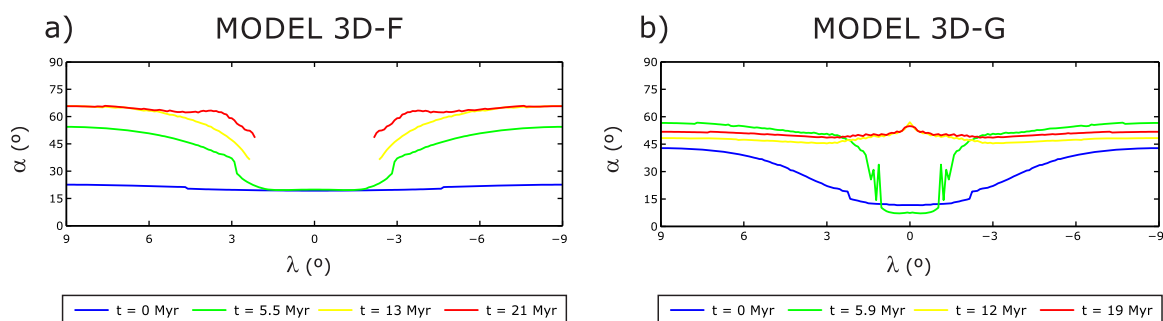 a) MODEL 3D-F
90
75
60
45
30
15
0
α (º)
9 6 3 0 −3 −6 −9
λ (º)
t = 0 Myr t = 5.5 Myr t = 13 Myr t = 21 Myr
b) MODEL 3D-G
90
75
60
45
30
15
0
α (º)
9 6 3 0 −3 −6 −9
λ (º)
t = 0 Myr t = 5.9 Myr t = 12 Myr t = 19 Myr